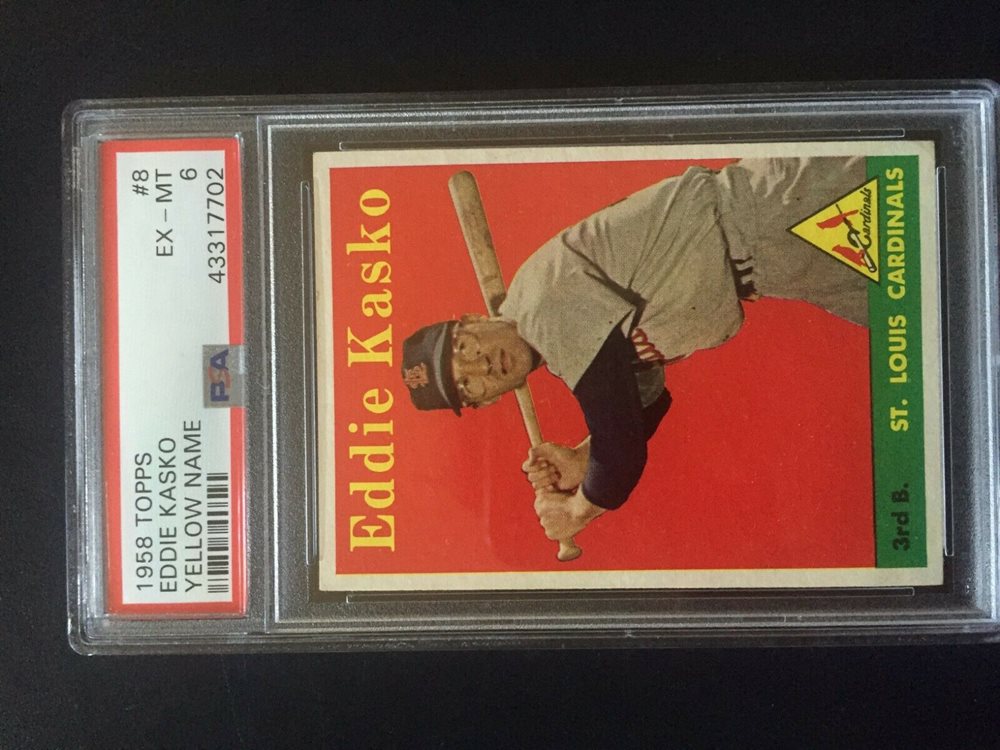 1958 TOPPS
EDDIE KASKO
YELLOW NAME
#8
EX - MT
6
43317702
PSA
Eddie Kasko
Cardinals
3rd B.
ST. LOUIS CARDINALS